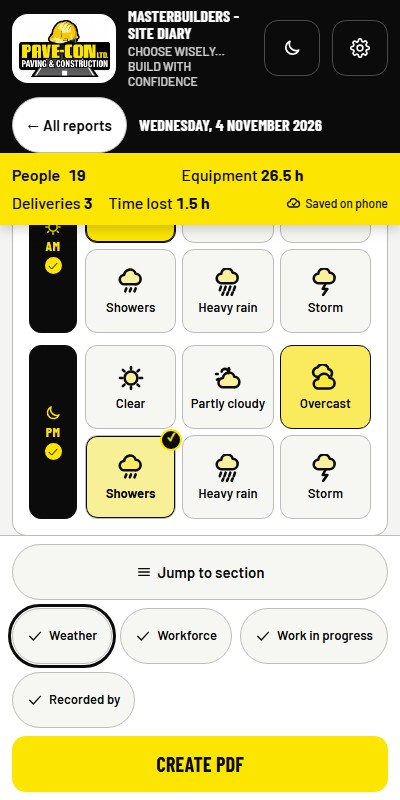 MASTERBUILDERS -
SITE DIARY
CHOOSE WISELY...
BUILD WITH
CONFIDENCE
PAVE-CON LTD.
PAVING & CONSTRUCTION
← All reports
WEDNESDAY, 4 NOVEMBER 2026
People 19
Equipment 26.5 h
Deliveries 3
Time lost 1.5 h
Saved on phone
AM
Showers
Heavy rain
Storm
Clear
Partly cloudy
Overcast
PM
Showers
Heavy rain
Storm
Jump to section
Weather
Workforce
Work in progress
Recorded by
CREATE PDF